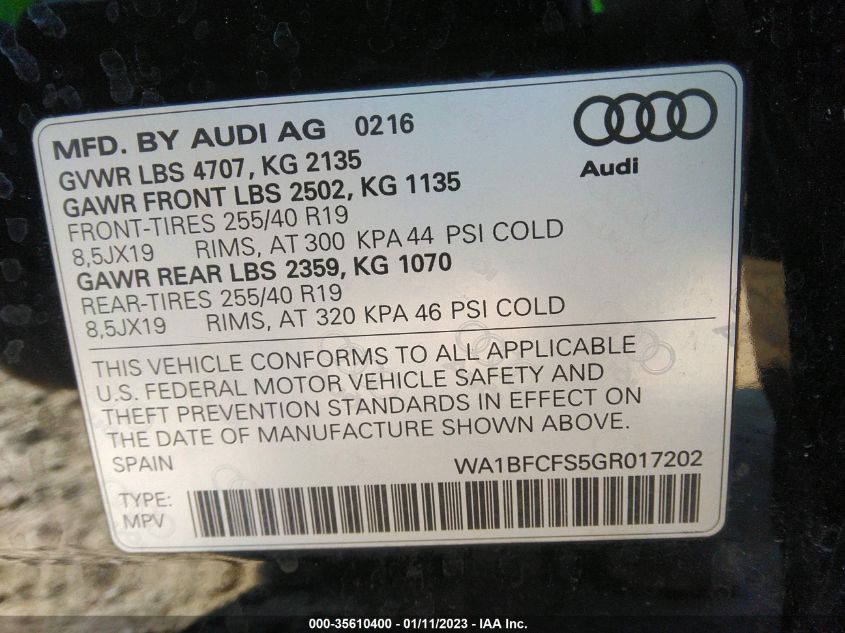 MFD. BY AUDI AG 0216
Audi
GVWR LBS 4707, KG 2135
GAWR FRONT LBS 2502, KG 1135
FRONT-TIRES 255/40 R19
8,5JX19 RIMS, AT 300 KPA 44 PSI COLD
GAWR REAR LBS 2359, KG 1070
REAR-TIRES 255/40 R19
8,5JX19 RIMS, AT 320 KPA 46 PSI COLD
THIS VEHICLE CONFORMS TO ALL APPLICABLE
U.S. FEDERAL MOTOR VEHICLE SAFETY AND
THEFT PREVENTION STANDARDS IN EFFECT ON
THE DATE OF MANUFACTURE SHOWN ABOVE.
SPAIN WA1BFCFS5GR017202
TYPE:
MPV
000-35610400 - 01/11/2023 - IAA Inc.